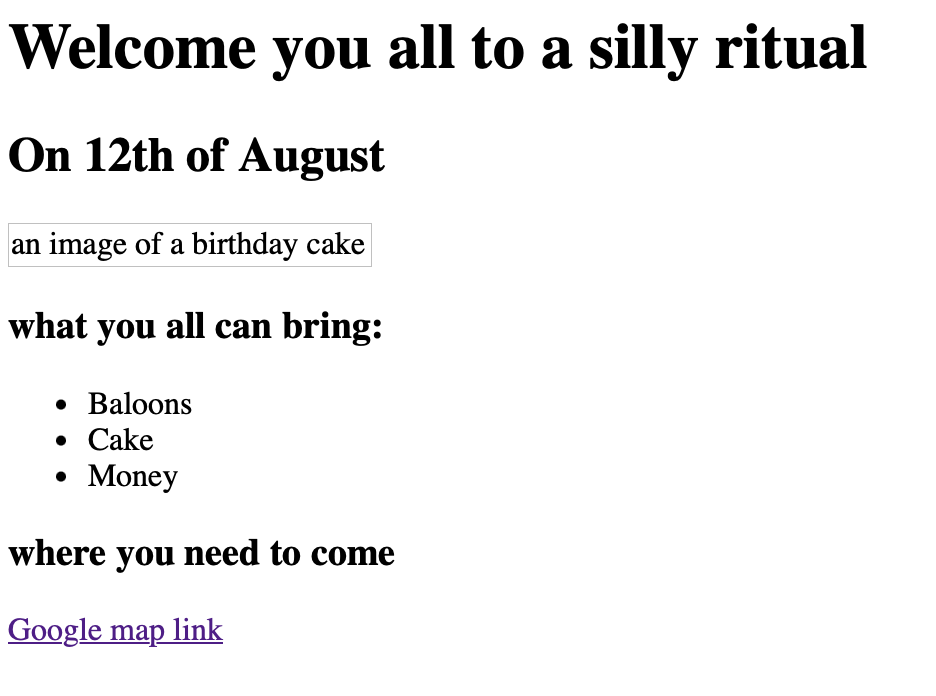 Welcome you all to a silly ritual
On 12th of August
an image of a birthday cake
what you all can bring:
Baloons
Cake
Money
where you need to come
Google map link